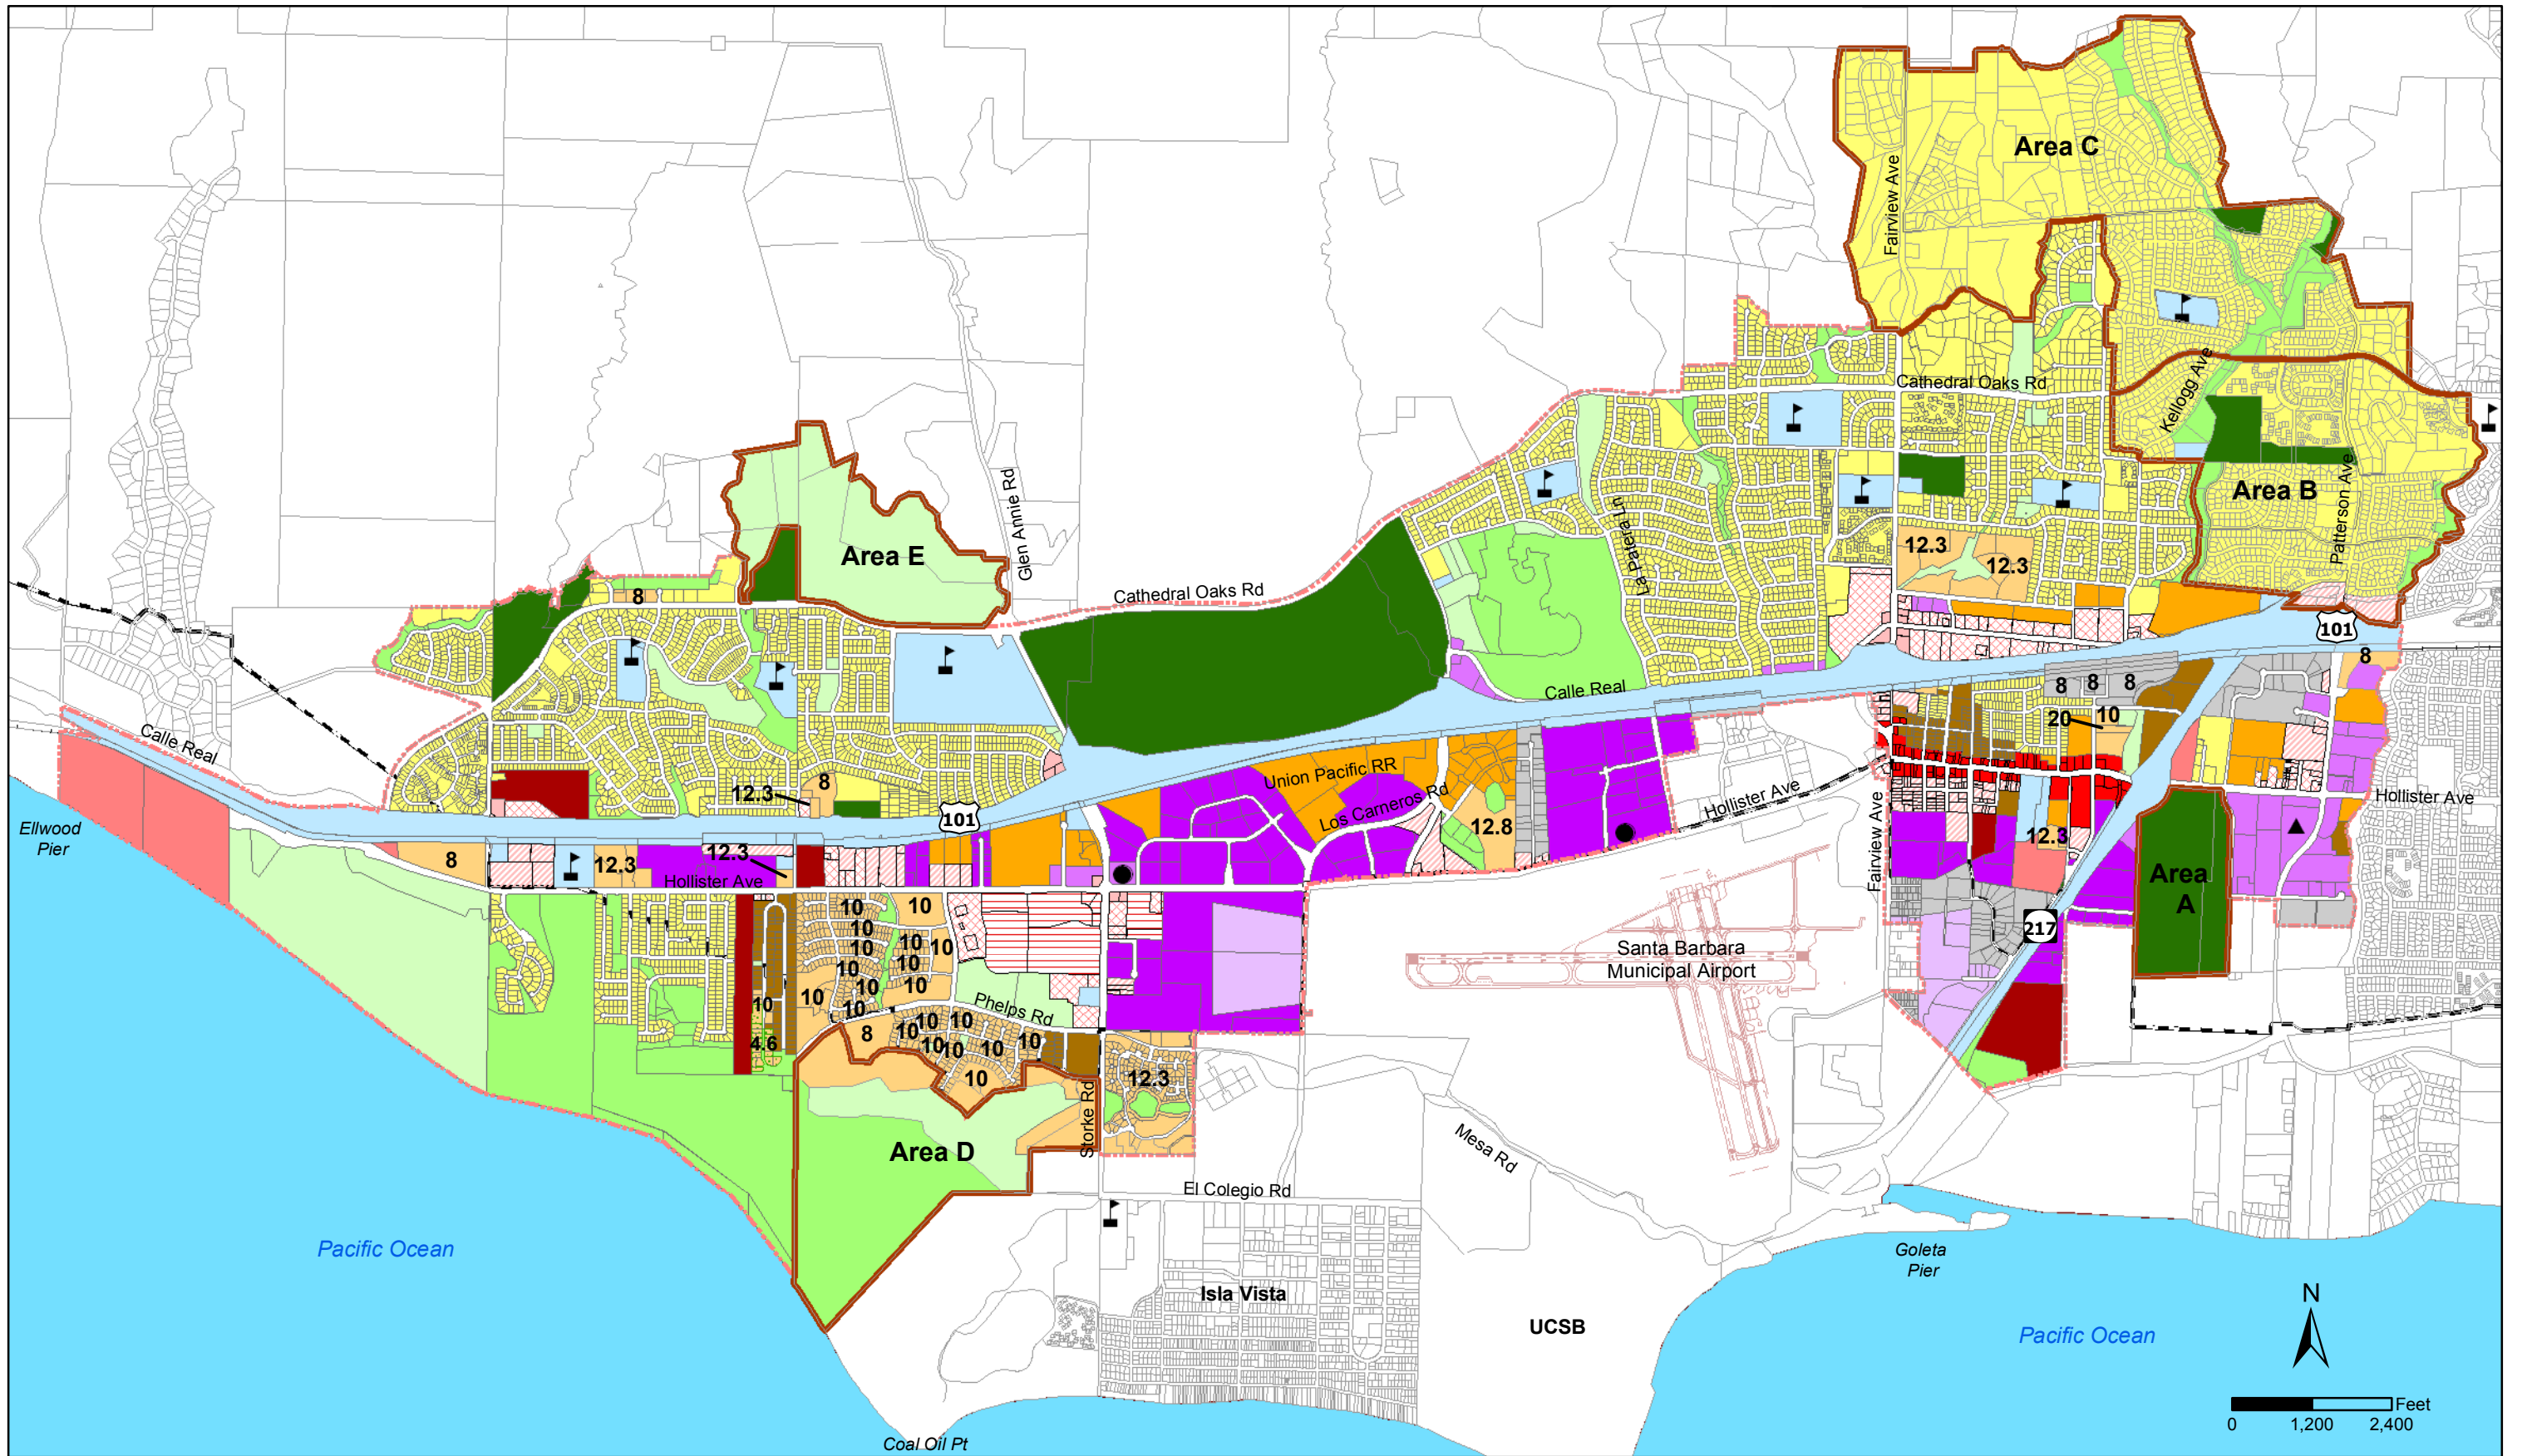 Area C
Fairview Ave
Cathedral Oaks Rd
Kellogg Ave
Area B
Patterson Ave
La Patera Ln
Glen Annie Rd
Area E
12.3
12.3
Cathedral Oaks Rd
8
101
8
Calle Real
8
8
8
20
10
Calle Real
8
12.3
Union Pacific RR
Los Carneros Rd
Hollister Ave
Hollister Ave
Ellwood
Pier
101
12.8
12.3
Fairview Ave
8
12.3
12.3
Hollister Ave
Area
A
217
10
10
10
10
10
10
10
10
10
10
10
10
10
10
Santa Barbara
Municipal Airport
Phelps Rd
4.6
8
10
10
10
10
10
10
10
10
12.3
Storke Rd
Area D
Mesa Rd
El Colegio Rd
Pacific Ocean
Goleta
Pier
Isla Vista
UCSB
Pacific Ocean
N
Feet
0
1,200
2,400
Coal Oil Pt